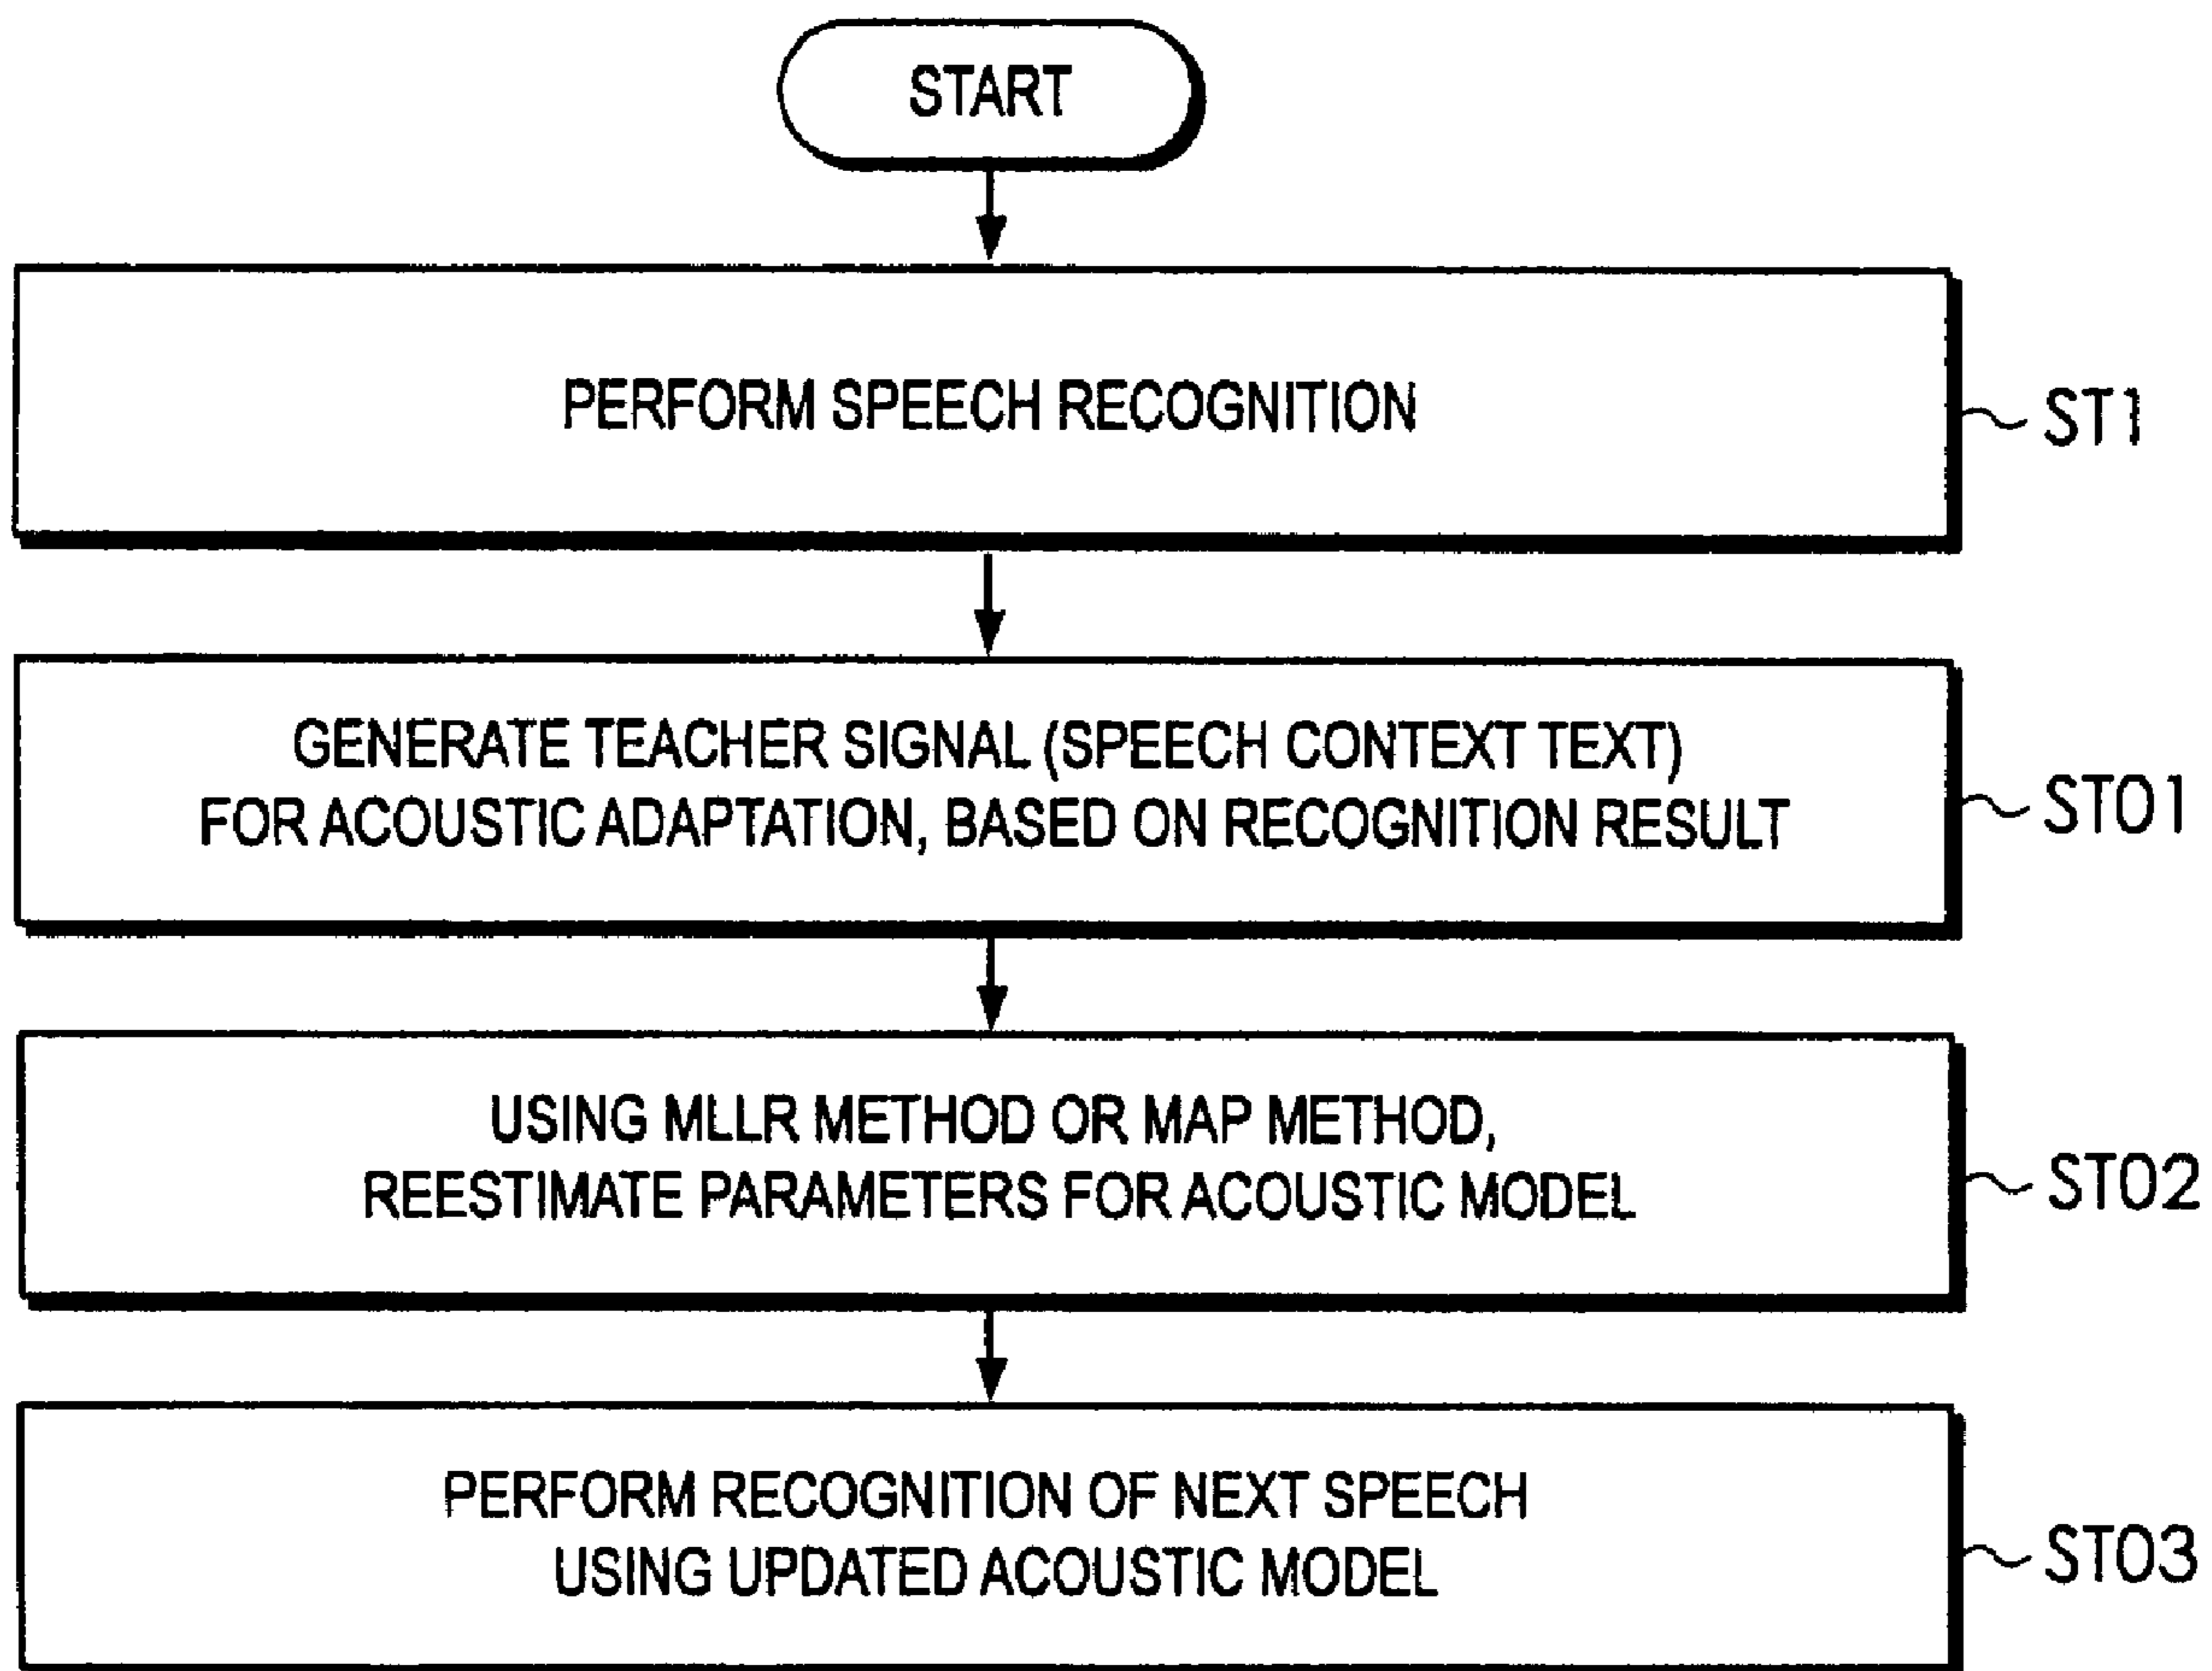 START
PERFORM SPEECH RECOGNITION
ST1
GENERATE TEACHER SIGNAL (SPEECH CONTEXT TEXT)
FOR ACOUSTIC ADAPTATION, BASED ON RECOGNITION RESULT
ST01
USING MLLR METHOD OR MAP METHOD,
REESTIMATE PARAMETERS FOR ACOUSTIC MODEL
ST02
PERFORM RECOGNITION OF NEXT SPEECH
USING UPDATED ACOUSTIC MODEL
ST03